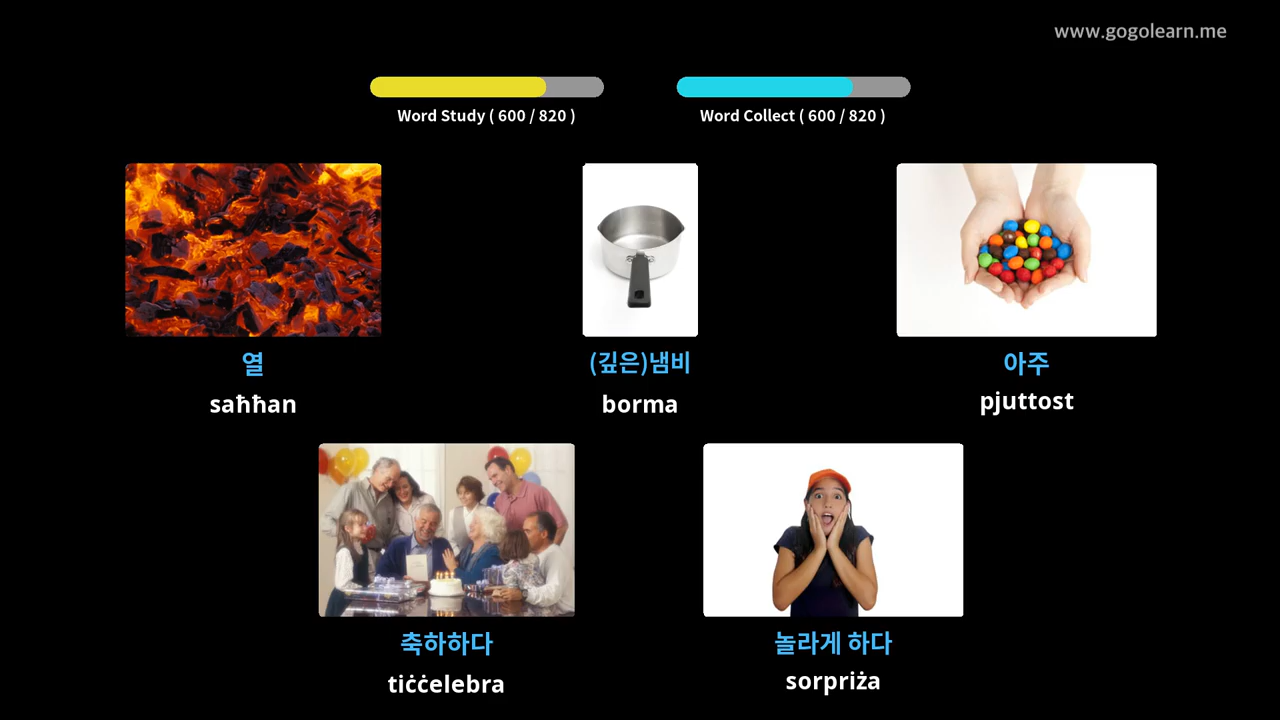 www.gogolearn.me
Word Study ( 600 / 820 )
Word Collect ( 600 / 820 )
열
(깊은)냄비
아주
saħħan
borma
pjuttost
축하하다
놀라게 하다
tiċċelebra
sorpriża